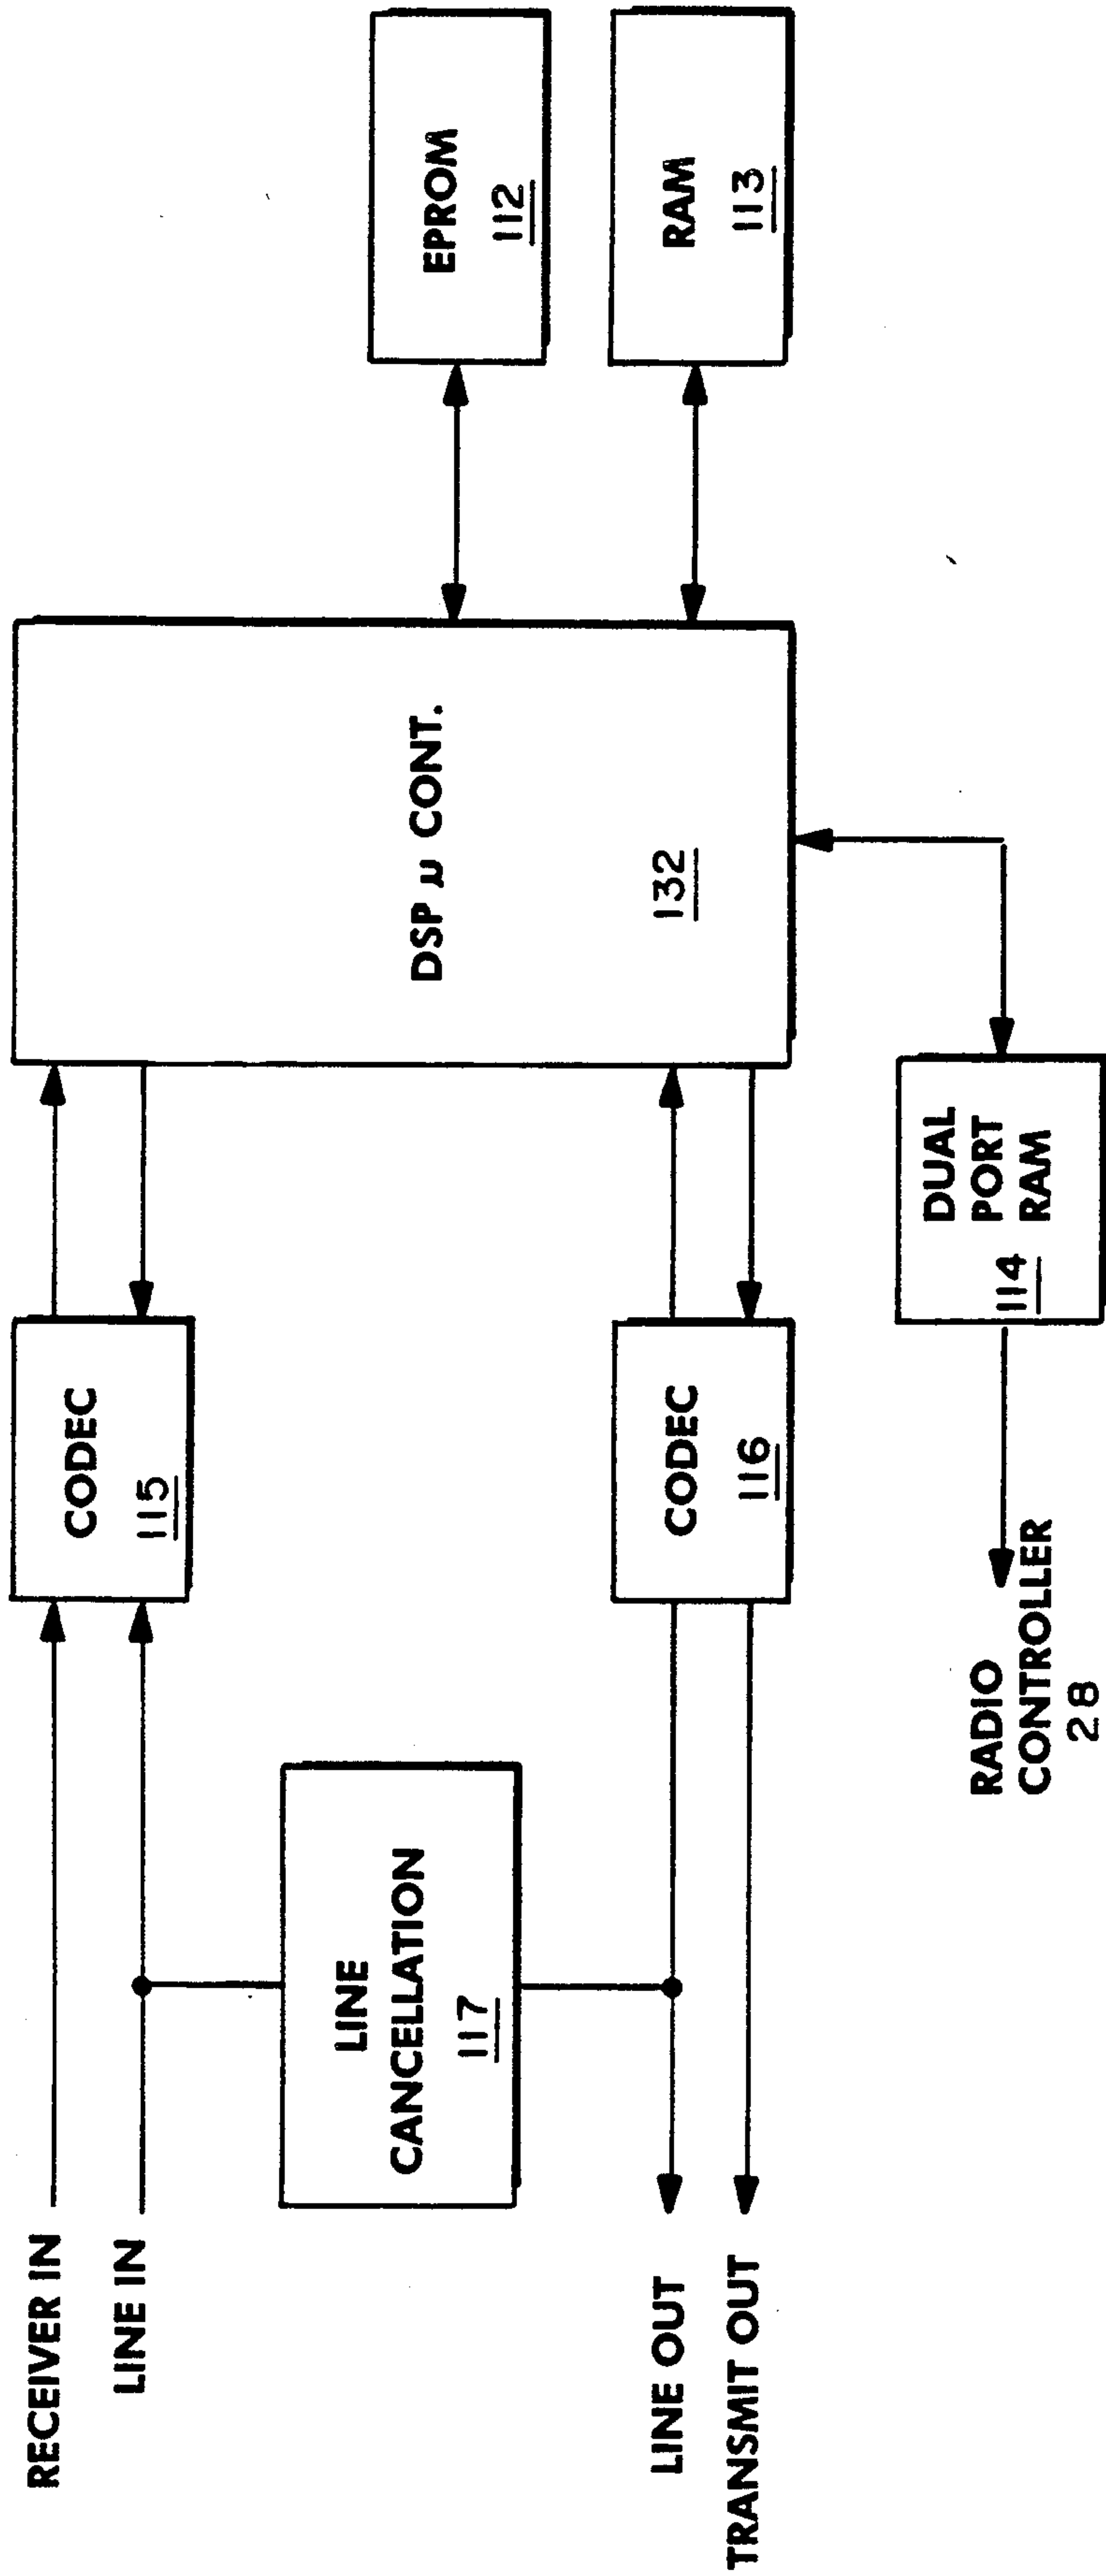 RECEIVER IN
LINE IN
LINE OUT
TRANSMIT OUT
LINE
CANCELLATION
117
CODEC
115
CODEC
116
DSP μ CONT.
132
EPROM
112
RAM
113
DUAL
PORT
RAM
114
RADIO
CONTROLLER
28